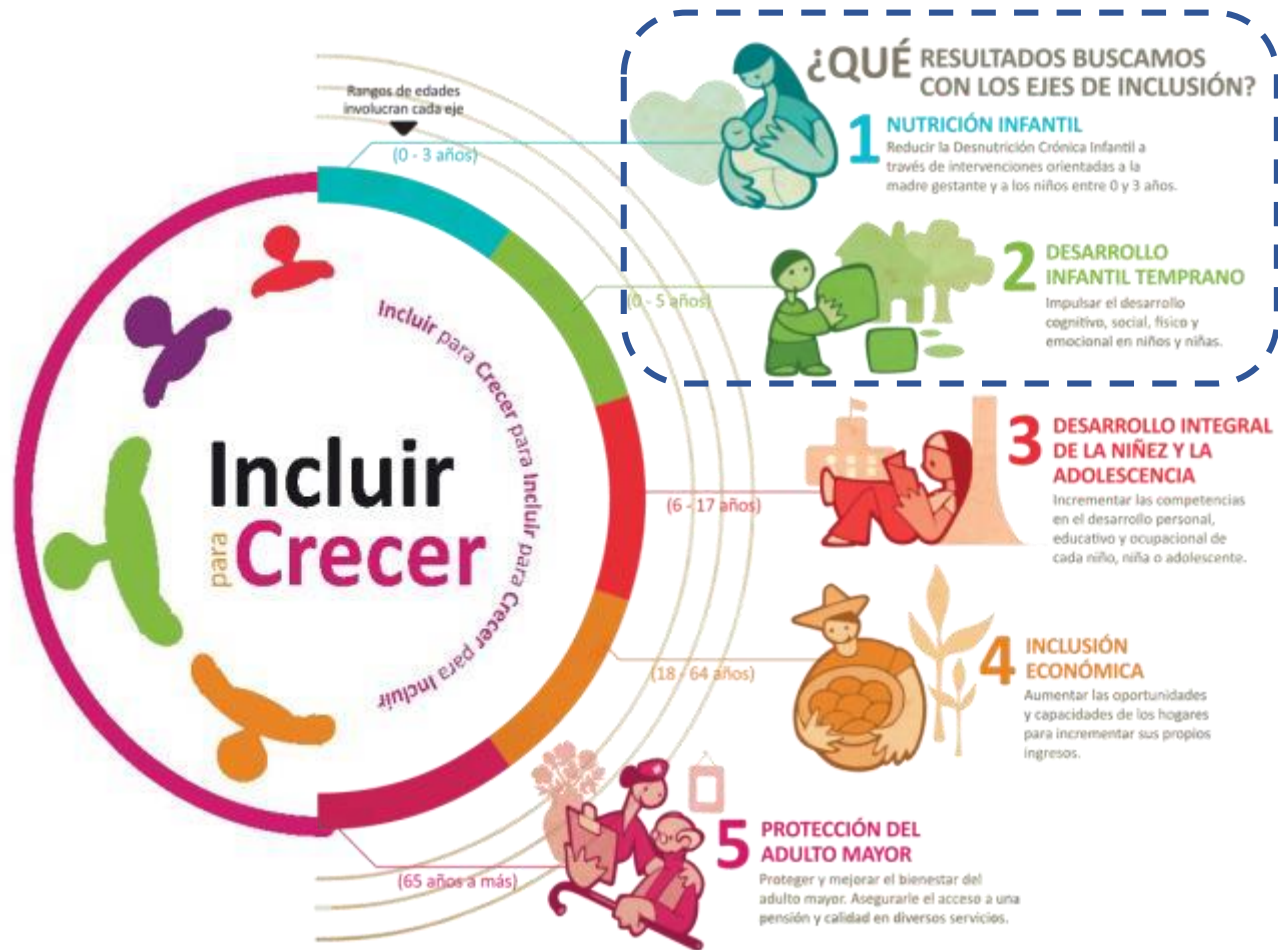 Rangos de edades
involucran cada eje
¿QUÉ RESULTADOS BUSCAMOS
CON LOS EJES DE INCLUSIÓN?
(0 - 3 años)
1 NUTRICIÓN INFANTIL
Reducir la Desnutrición Crónica Infantil a
través de intervenciones orientadas a la
madre gestante y a los niños entre 0 y 3 años.
(0 - 5 años)
2 DESARROLLO
INFANTIL TEMPRANO
Impulsar el desarrollo
cognitivo, social, físico y
emocional en niños y niñas.
Incluir para Crecer para Incluir para Crecer para Incluir
Incluir
para Crecer
(6 - 17 años)
3 DESARROLLO INTEGRAL
DE LA NIÑEZ Y LA
ADOLESCENCIA
Incrementar las competencias
en el desarrollo personal,
educativo y ocupacional de
cada niño, niña o adolescente.
(18 - 64 años)
4 INCLUSIÓN
ECONÓMICA
Aumentar las oportunidades
y capacidades de los hogares
para incrementar sus propios
ingresos.
(65 años a más)
5 PROTECCIÓN DEL
ADULTO MAYOR
Proteger y mejorar el bienestar del
adulto mayor. Asegurarle el acceso a una
pensión y calidad en diversos servicios.